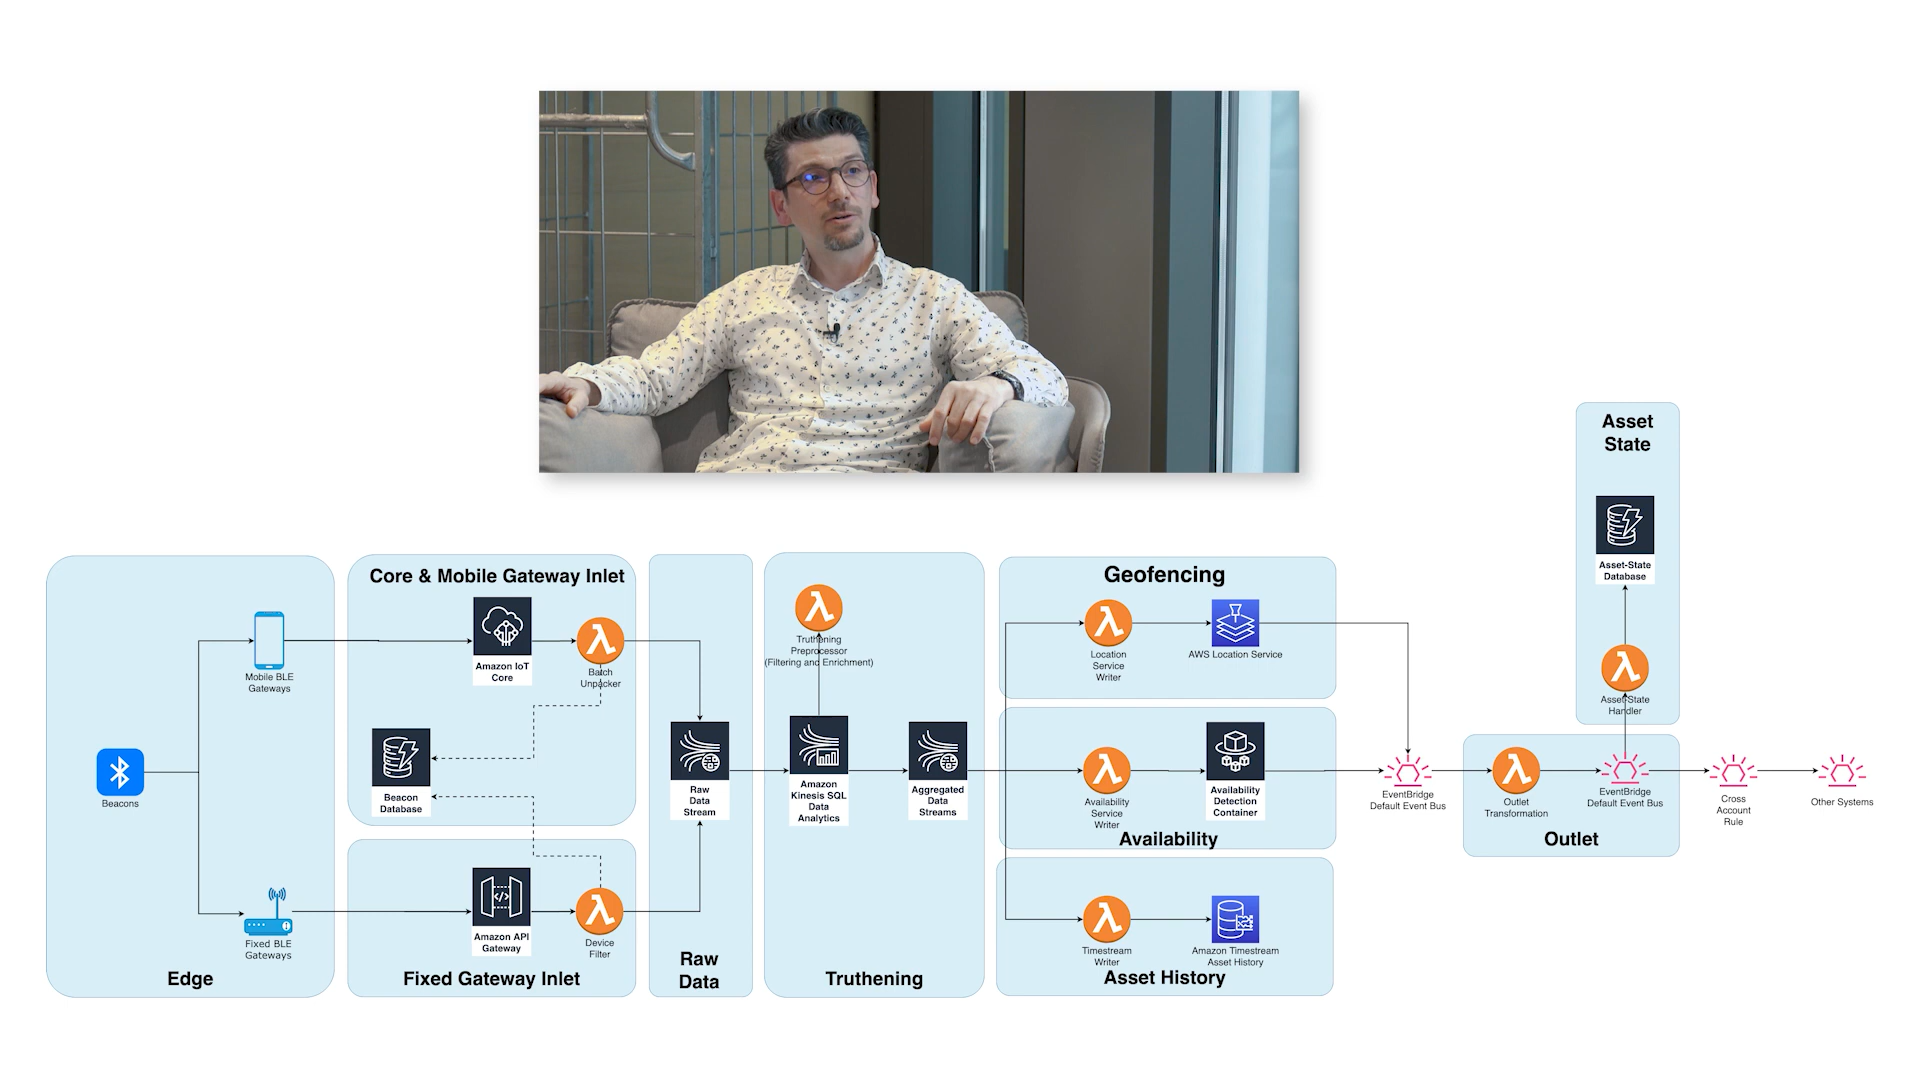 Asset
State
Asset-State
Database
Asset-State
Handler
Core & Mobile Gateway Inlet
Amazon IoT
Core
Batch
Unpacker
Beacon
Database
Mobile BLE
Gateways
Beacons
Fixed BLE
Gateways
Edge
Amazon API
Gateway
Device
Filter
Fixed Gateway Inlet
Raw
Data
Stream
Raw
Data
Truthening
Preprocessor
(Filtering and Enrichment)
Amazon
Kinesis SQL
Data
Analytics
Aggregated
Data
Streams
Truthening
Geofencing
Location
Service
Writer
AWS Location Service
Availability
Service
Writer
Availability
Detection
Container
Availability
Timestream
Writer
Amazon Timestream
Asset History
Asset History
EventBridge
Default Event Bus
Outlet
Transformation
EventBridge
Default Event Bus
Outlet
Cross
Account
Rule
Other Systems